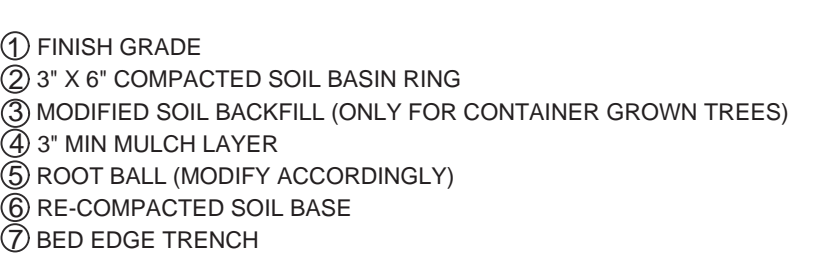 ① FINISH GRADE
② 3" X 6" COMPACTED SOIL BASIN RING
③ MODIFIED SOIL BACKFILL (ONLY FOR CONTAINER GROWN TREES)
④ 3" MIN MULCH LAYER
⑤ ROOT BALL (MODIFY ACCORDINGLY)
⑥ RE-COMPACTED SOIL BASE
⑦ BED EDGE TRENCH